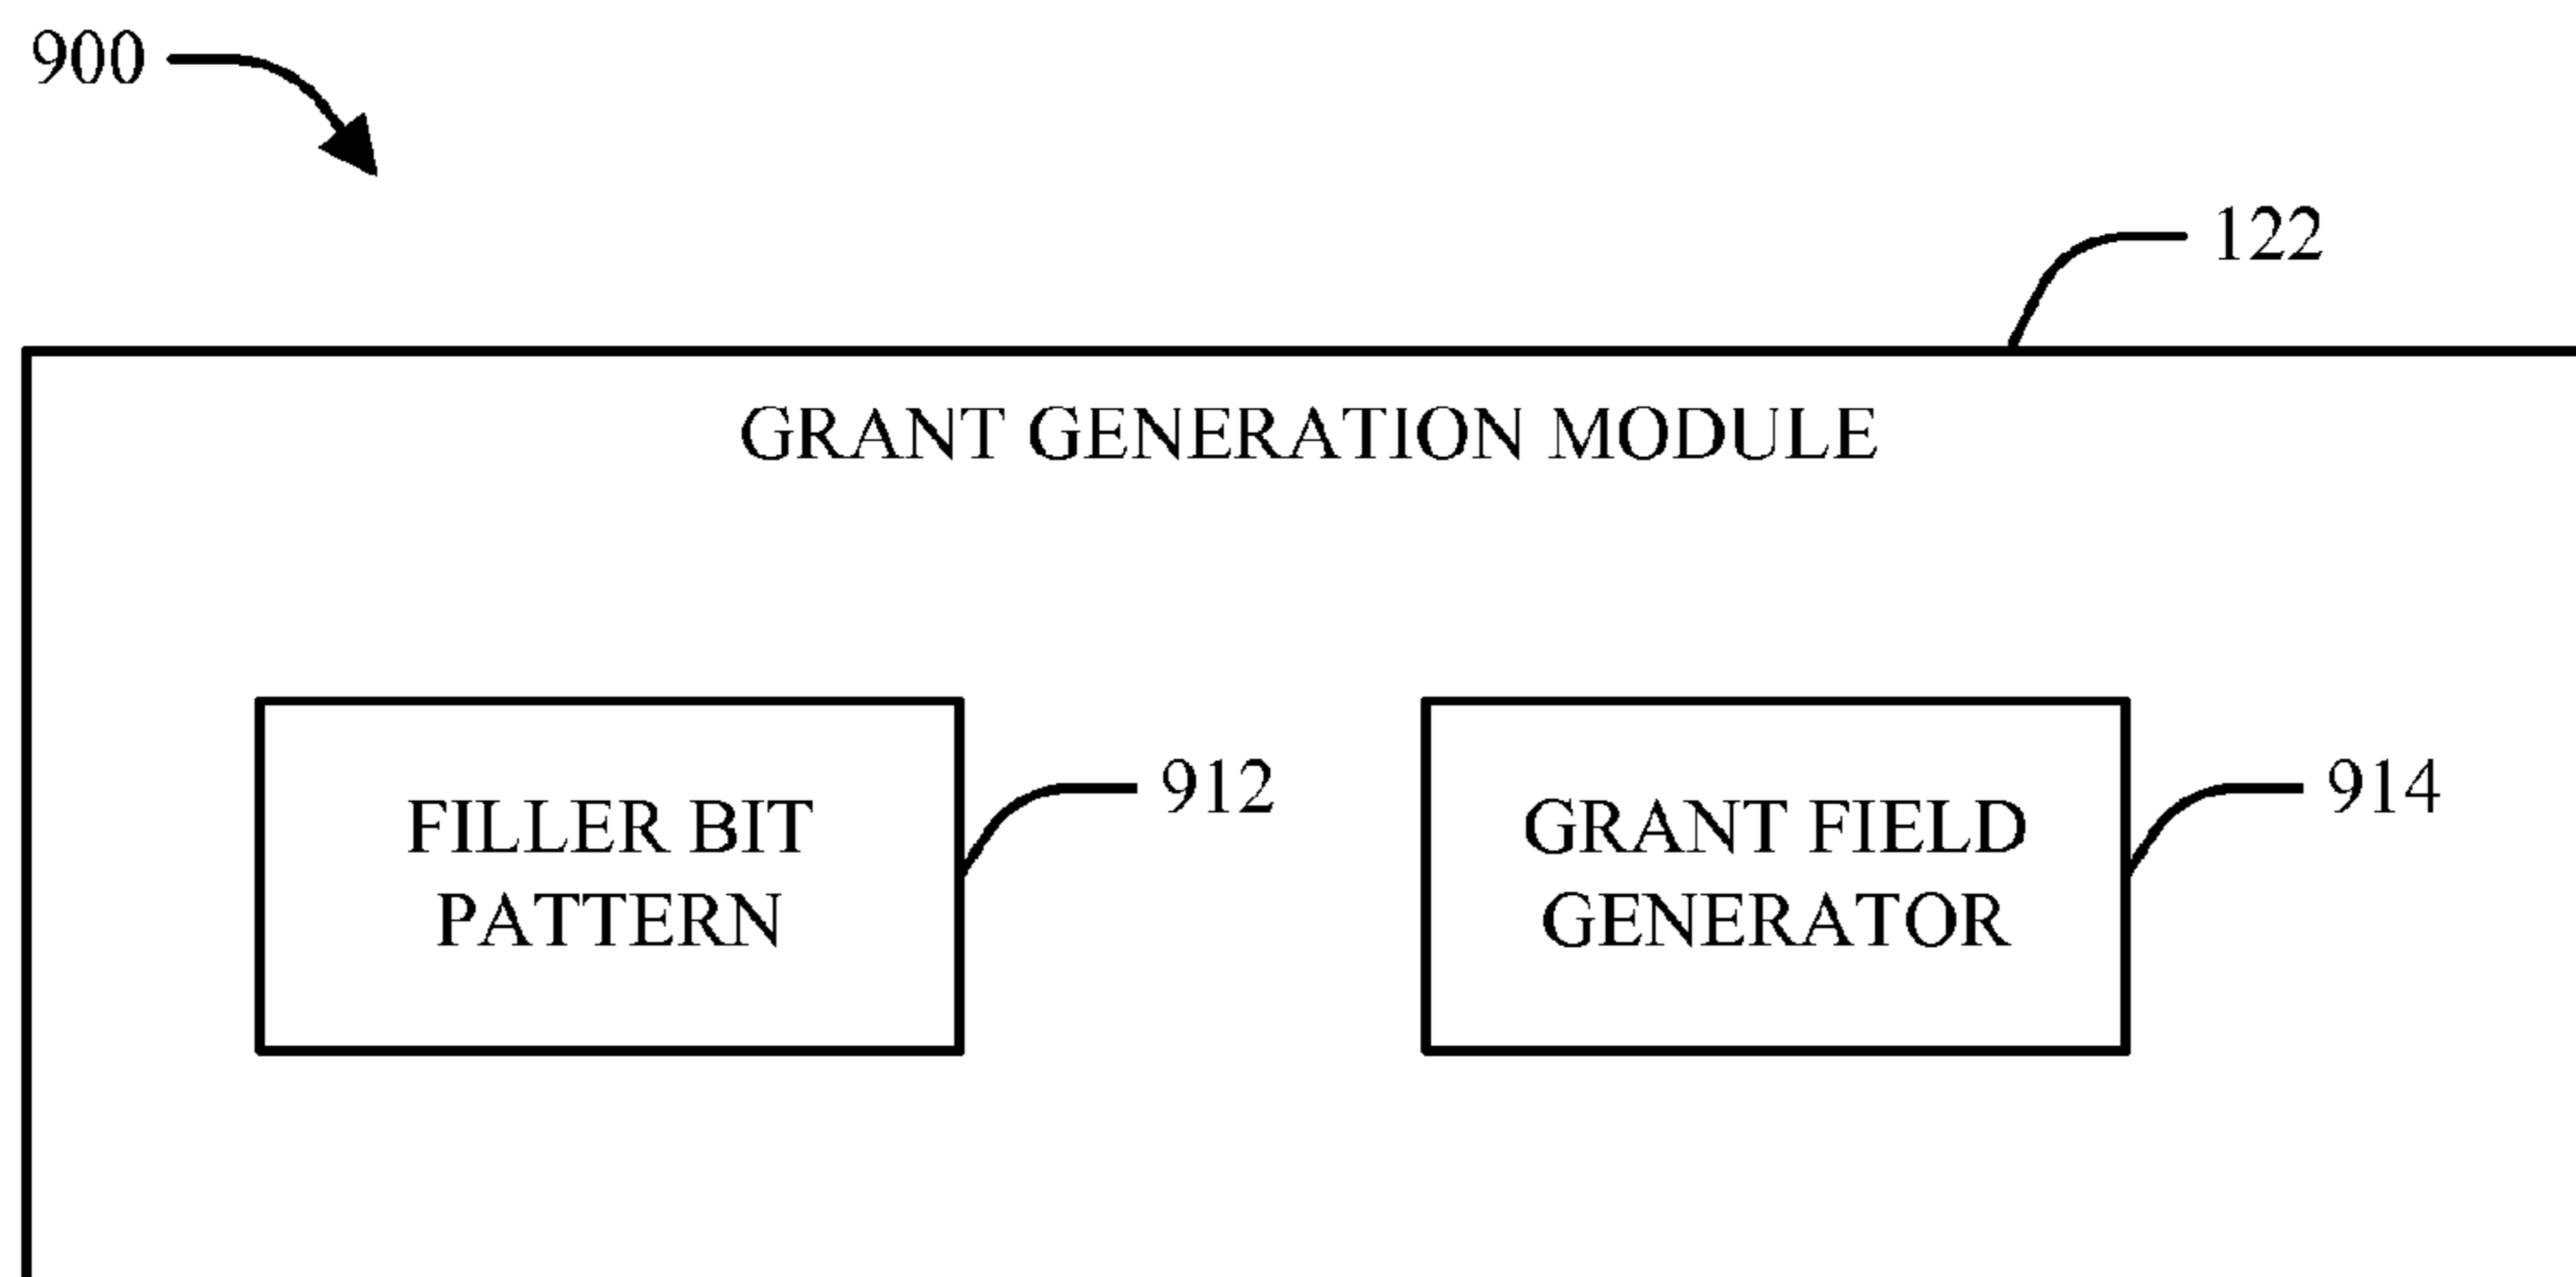 900
122
GRANT GENERATION MODULE
FILLER BIT
PATTERN
912
GRANT FIELD
GENERATOR
914